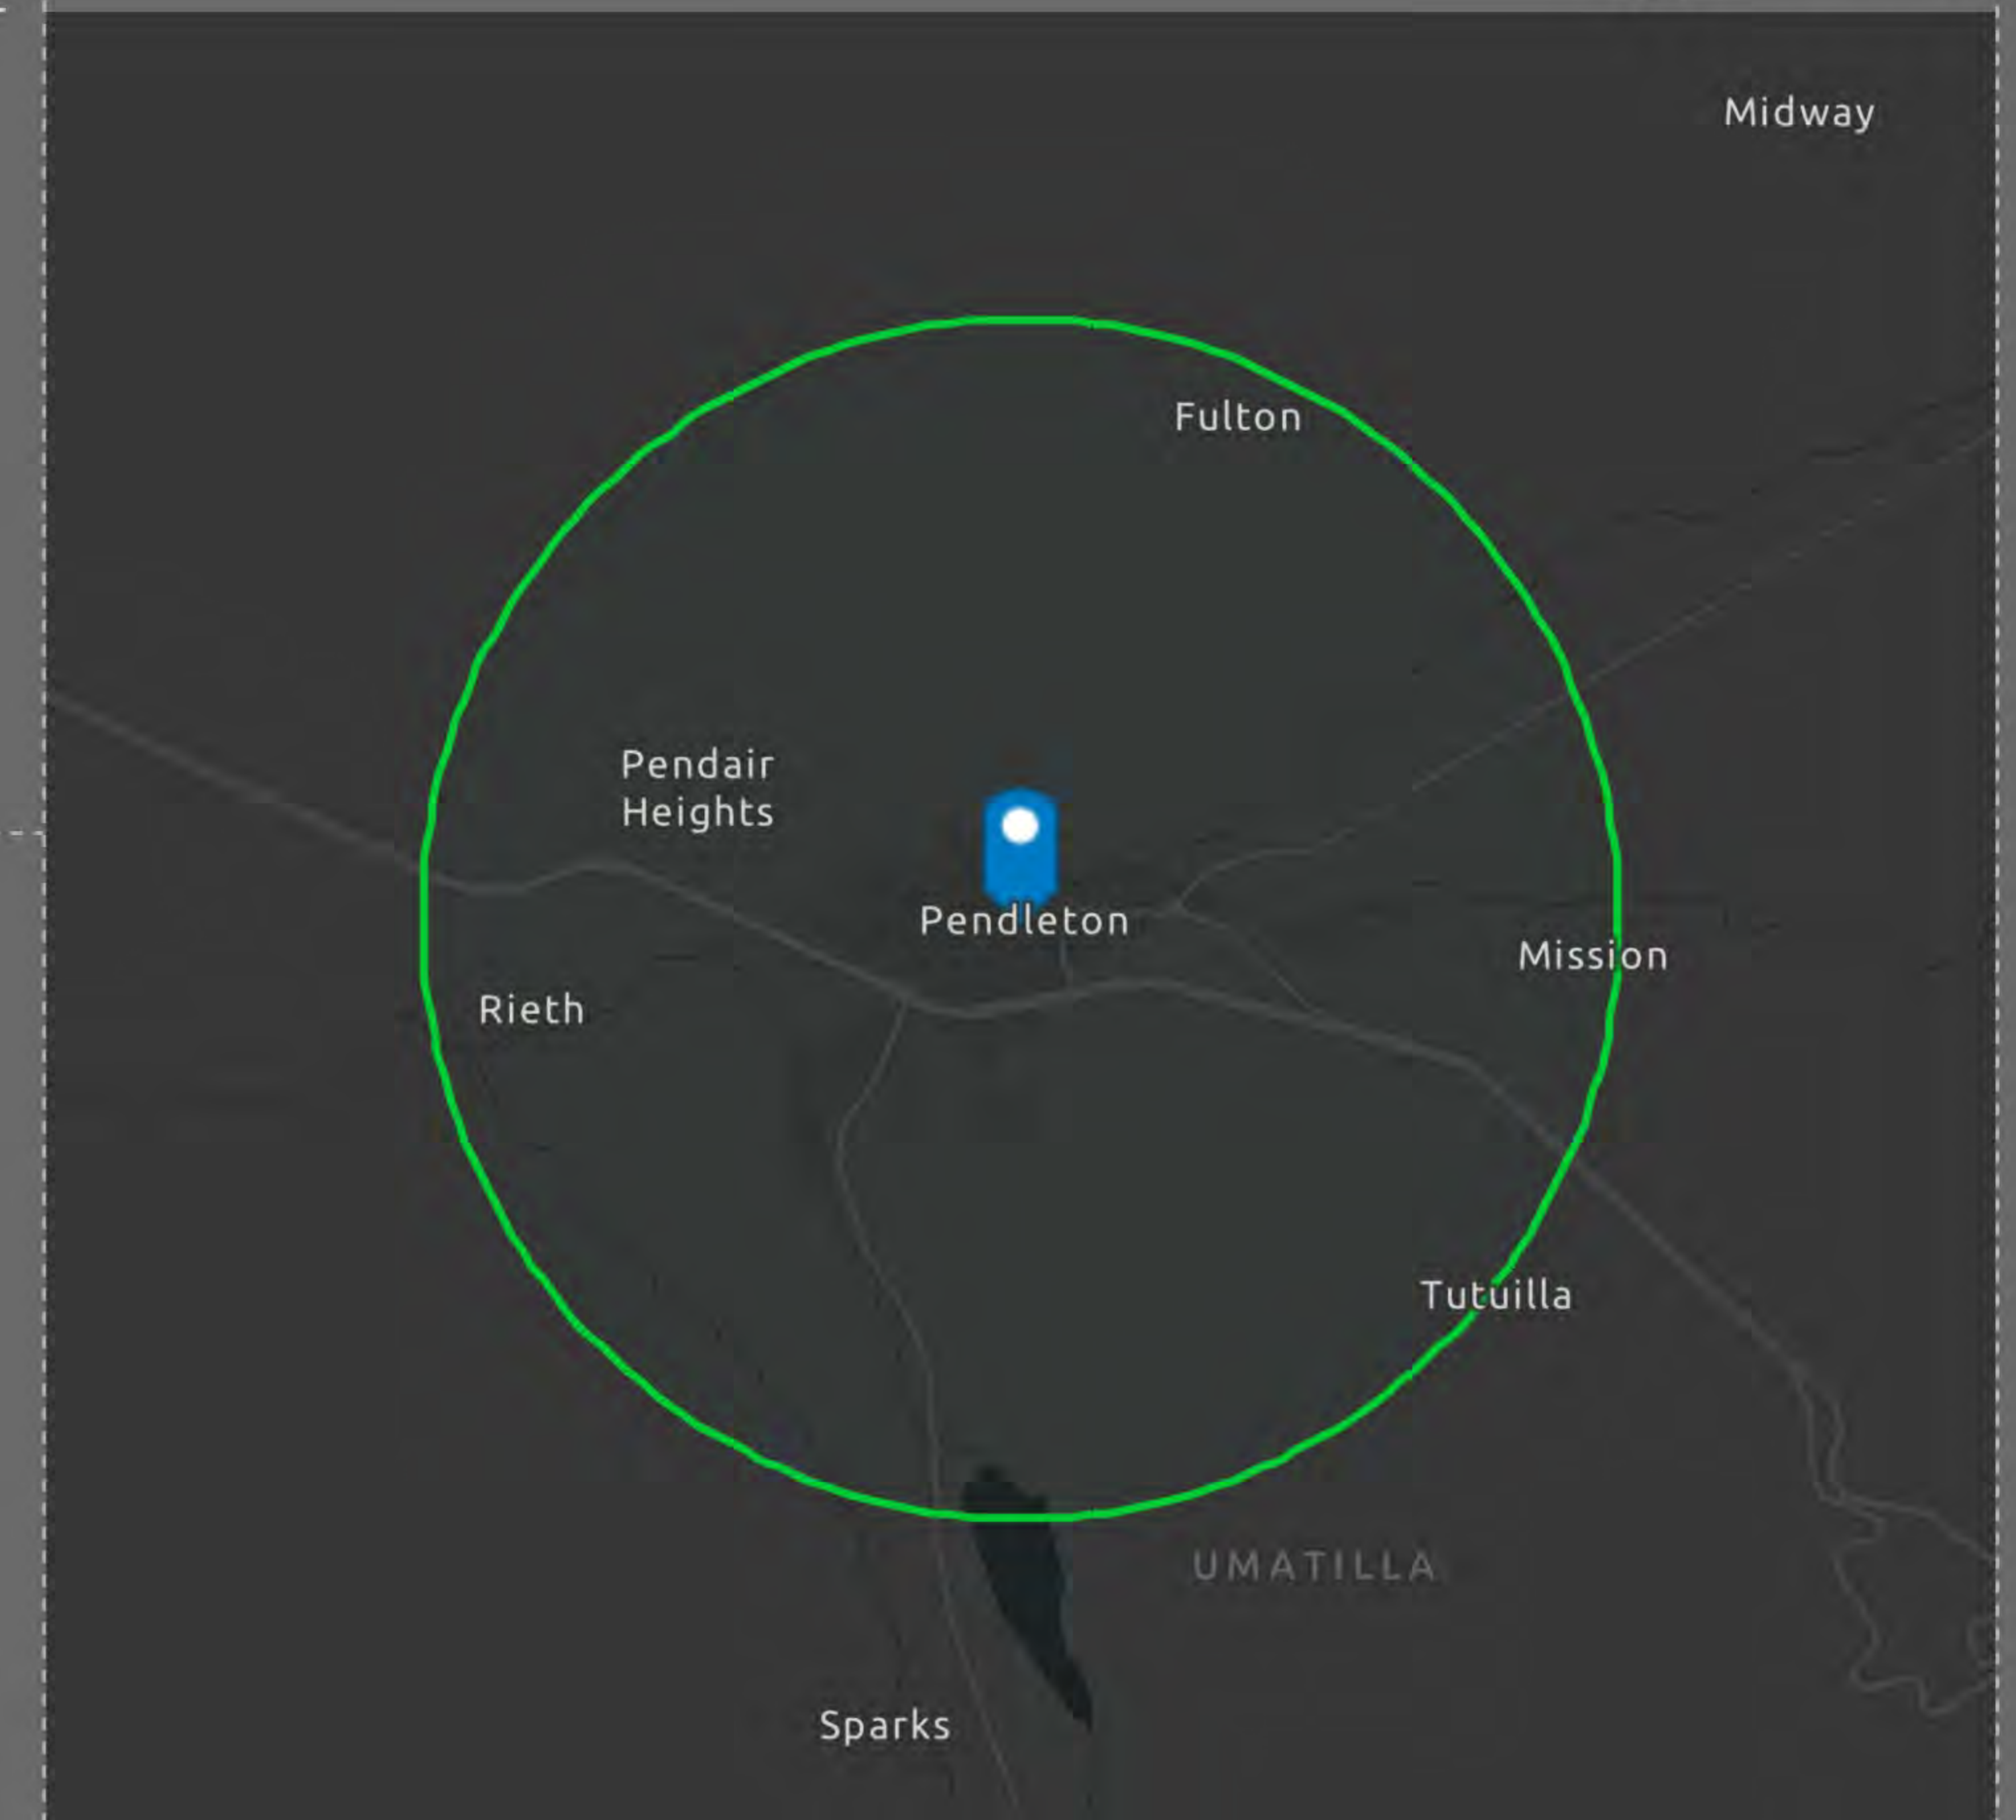 Midway
Fulton
Pendair
Heights
Pendleton
Mission
Rieth
Tutuilla
UMATILLA
Sparks